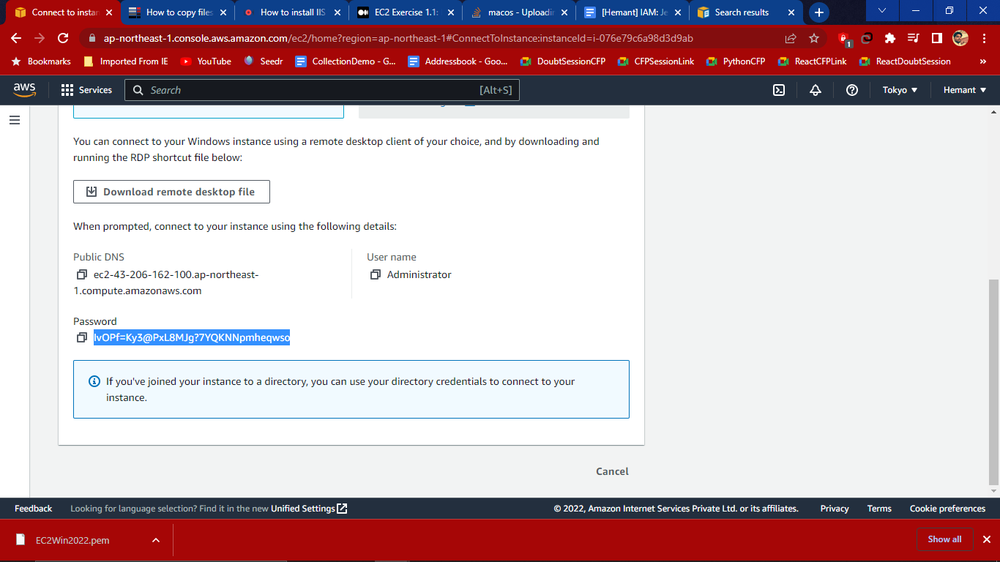 Connect to instan
How to copy files
How to install IIS
EC2 Exercise 1.1:
macos - Uploadin
[Hemant] IAM: Je
Search results
ap-northeast-1.console.aws.amazon.com/ec2/home?region=ap-northeast-1#ConnectToInstance:instanceId=i-076e79c6a98d3d9ab
1
Bookmarks
Imported From IE
YouTube
Seedr
CollectionDemo - G...
Addressbook - Goo...
DoubtSessionCFP
CFPSessionLink
PythonCFP
ReactCFPLink
ReactDoubtSession
»
aws
Services
Search
[Alt+S]
Tokyo
Hemant
You can connect to your Windows instance using a remote desktop client of your choice, and by downloading and
running the RDP shortcut file below:
Download remote desktop file
When prompted, connect to your instance using the following details:
Public DNS
ec2-43-206-162-100.ap-northeast-
1.compute.amazonaws.com
User name
Administrator
Password
lvOPf=Ky3@PxL8MJg?7YQKNNpmheqwso
If you've joined your instance to a directory, you can use your directory credentials to connect to your
instance.
Cancel
Feedback
Looking for language selection? Find it in the new Unified Settings
© 2022, Amazon Internet Services Private Ltd. or its affiliates.
Privacy
Terms
Cookie preferences
EC2Win2022.pem
Show all